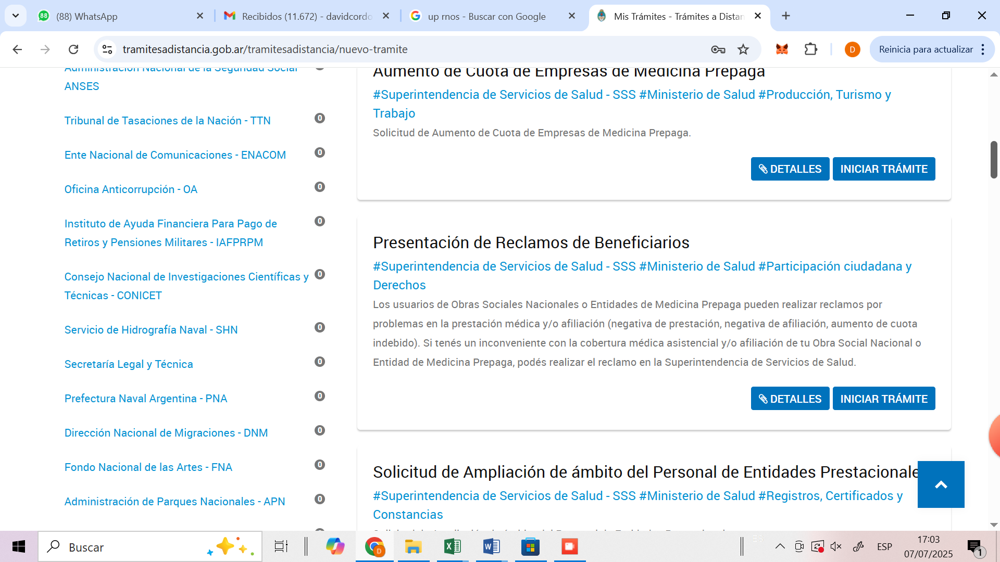 88
(88) WhatsApp
Recibidos (11.672) - davidcordo
up rnos - Buscar con Google
Mis Trámites - Trámites a Distan
tramitesadistancia.gob.ar/tramitesadistancia/nuevo-tramite
D
Reinicia para actualizar
Administración Nacional de la Seguridad Social
ANSES
Tribunal de Tasaciones de la Nación - TTN
0
Ente Nacional de Comunicaciones - ENACOM
0
Oficina Anticorrupción - OA
0
Instituto de Ayuda Financiera Para Pago de
Retiros y Pensiones Militares - IAFPRPM
0
Consejo Nacional de Investigaciones Científicas y
Técnicas - CONICET
0
Servicio de Hidrografía Naval - SHN
0
Secretaría Legal y Técnica
0
Prefectura Naval Argentina - PNA
0
Dirección Nacional de Migraciones - DNM
0
Fondo Nacional de las Artes - FNA
0
Administración de Parques Nacionales - APN
0
Aumento de Cuota de Empresas de Medicina Prepaga
#Superintendencia de Servicios de Salud - SSS #Ministerio de Salud #Producción, Turismo y
Trabajo
Solicitud de Aumento de Cuota de Empresas de Medicina Prepaga.
DETALLES
INICIAR TRÁMITE
Presentación de Reclamos de Beneficiarios
#Superintendencia de Servicios de Salud - SSS #Ministerio de Salud #Participación ciudadana y
Derechos
Los usuarios de Obras Sociales Nacionales o Entidades de Medicina Prepaga pueden realizar reclamos por
problemas en la prestación médica y/o afiliación (negativa de prestación, negativa de afiliación, aumento de cuota
indebido). Si tenés un inconveniente con la cobertura médica asistencial y/o afiliación de tu Obra Social Nacional o
Entidad de Medicina Prepaga, podés realizar el reclamo en la Superintendencia de Servicios de Salud.
DETALLES
INICIAR TRÁMITE
Solicitud de Ampliación de ámbito del Personal de Entidades Prestacionale
#Superintendencia de Servicios de Salud - SSS #Ministerio de Salud #Registros, Certificados y
Constancias
Buscar
D
ESP
17:03
07/07/2025
1